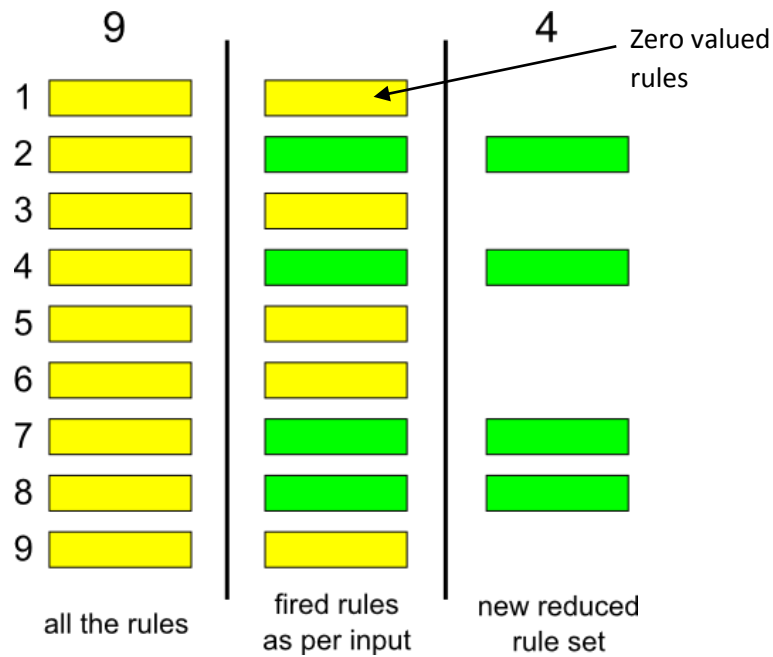 9
4
Zero valued
rules
1
2
3
4
5
6
7
8
9
all the rules
fired rules
as per input
new reduced
rule set